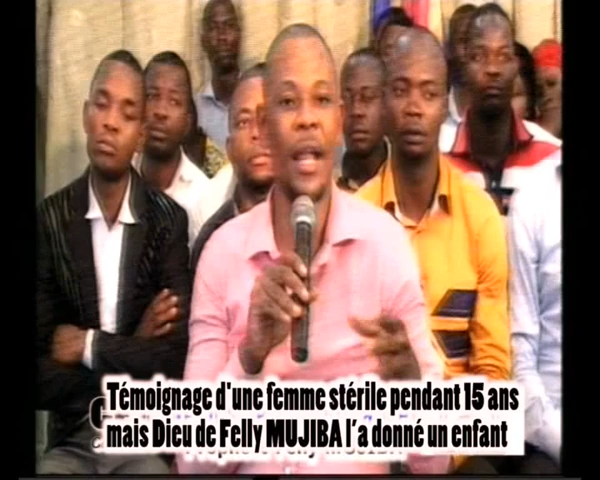 Témoignage d'une femme stérile pendant 15 ans
mais Dieu de Felly MUJIBA l'a donné un enfant